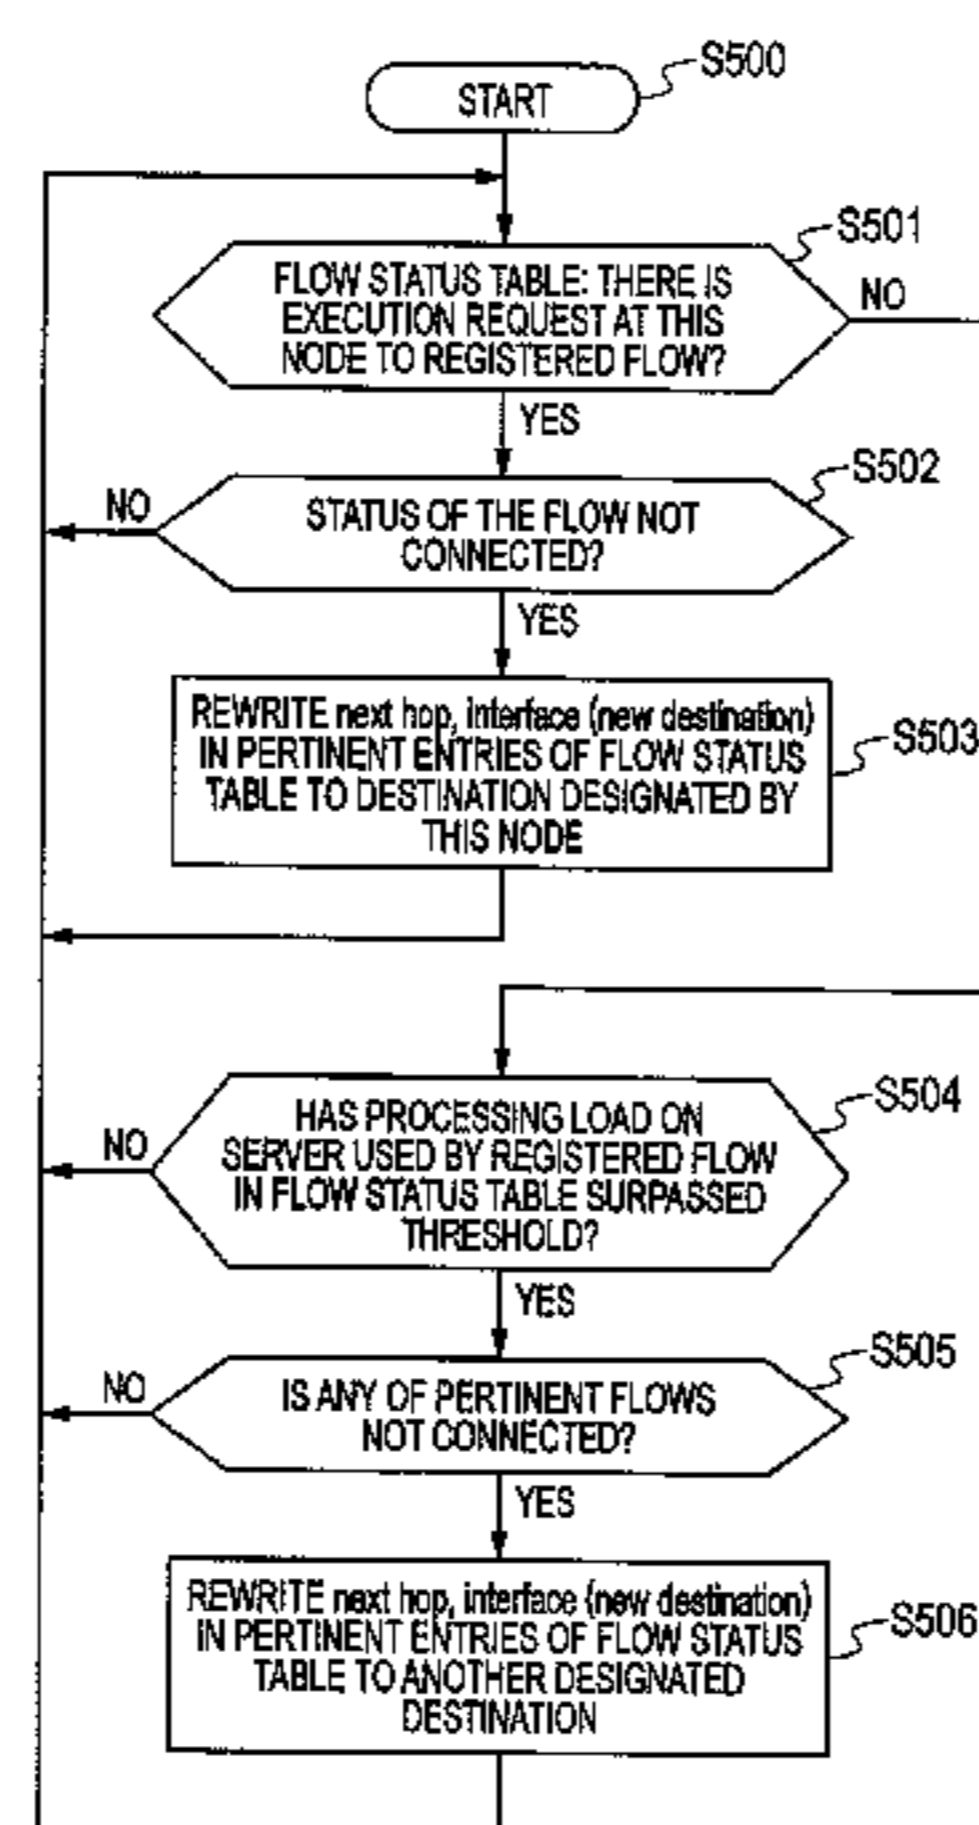 S500
START
S501
FLOW STATUS TABLE: THERE IS
EXECUTION REQUEST AT THIS
NODE TO REGISTERED FLOW?
NO
YES
S502
NO
STATUS OF THE FLOW NOT
CONNECTED?
YES
S503
REWRITE next hop, interface (new destination)
IN PERTINENT ENTRIES OF FLOW STATUS
TABLE TO DESTINATION DESIGNATED BY
THIS NODE
S504
NO
HAS PROCESSING LOAD ON
SERVER USED BY REGISTERED FLOW
IN FLOW STATUS TABLE SURPASSED
THRESHOLD?
YES
S505
NO
IS ANY OF PERTINENT FLOWS
NOT CONNECTED?
YES
S506
REWRITE next hop, interface (new destination)
IN PERTINENT ENTRIES OF FLOW STATUS
TABLE TO ANOTHER DESIGNATED
DESTINATION